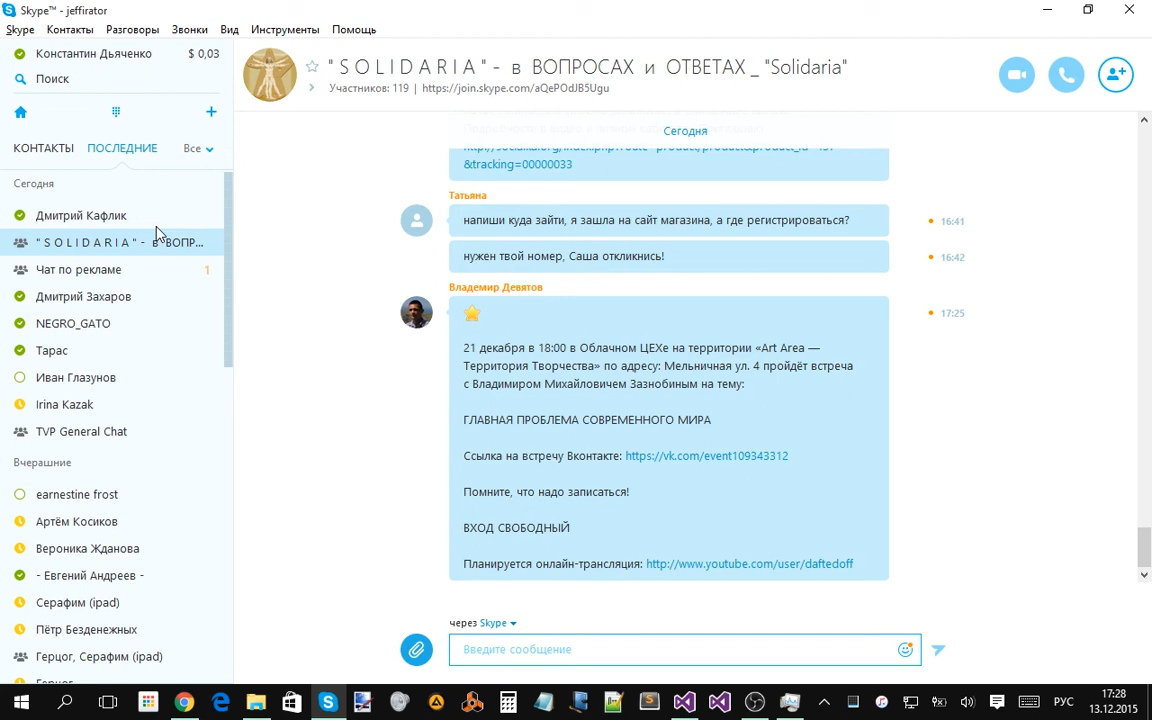 Skype™ - jeffirator
Skype Контакты Разговоры Звонки Вид Инструменты Помощь
Константин Дьяченко $ 0,03
Поиск
КОНТАКТЫ ПОСЛЕДНИЕ Все
Сегодня
Дмитрий Кафлик
" S O L I D A R I A " - в ВОПР...
Чат по рекламе 1
Дмитрий Захаров
NEGRO_GATO
Тарас
Иван Глазунов
Irina Kazak
TVP General Chat
Вчерашние
earnestine frost
Артём Косиков
Вероника Жданова
- Евгений Андреев -
Серафим (ipad)
Пётр Безденежных
Герцог, Серафим (ipad)
Герцог
" S O L I D A R I A " - в ВОПРОСАХ и ОТВЕТАХ _ "Solidaria"
Участников: 119 | https://join.skype.com/aQePOdJB5Ugu
Сегодня
&tracking=00000033
Татьяна
напиши куда зайти, я зашла на сайт магазина, а где регистрироваться? 16:41
нужен твой номер, Саша откликнись! 16:42
Владимир Девятов
17:25
21 декабря в 18:00 в Облачном ЦЕХе на территории «Art Area —
Территория Творчества» по адресу: Мельничная ул. 4 пройдёт встреча
с Владимиром Михайловичем Зазнобиным на тему:
ГЛАВНАЯ ПРОБЛЕМА СОВРЕМЕННОГО МИРА
Ссылка на встречу Вконтакте: https://vk.com/event109343312
Помните, что надо записаться!
ВХОД СВОБОДНЫЙ
Планируется онлайн-трансляция: http://www.youtube.com/user/daftedoff
через Skype
Введите сообщение
РУС
17:28
13.12.2015